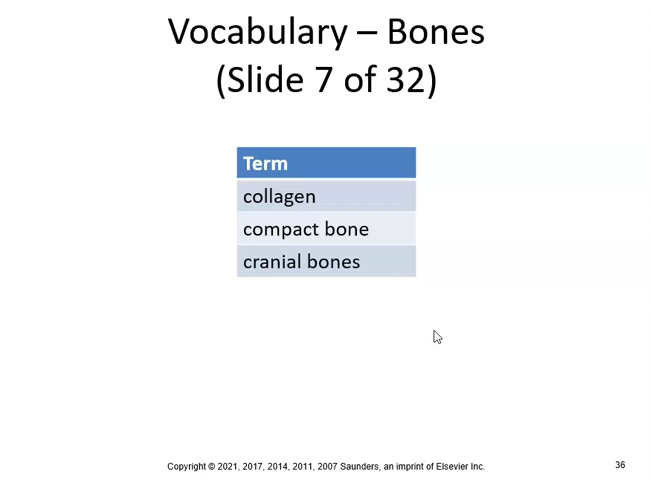 Vocabulary – Bones
(Slide 7 of 32)
Term
collagen
compact bone
cranial bones
Copyright © 2021, 2017, 2014, 2011, 2007 Saunders, an imprint of Elsevier Inc.
36